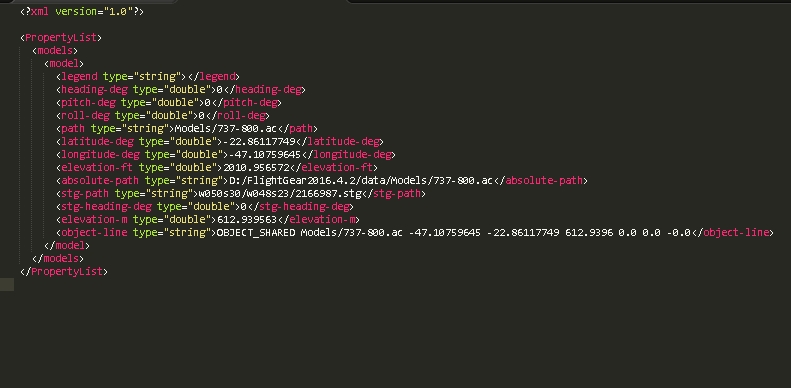 <?xml version="1.0"?>
<PropertyList>
<models>
<model>
<legend type="string"></legend>
<heading-deg type="double">0</heading-deg>
<pitch-deg type="double">0</pitch-deg>
<roll-deg type="double">0</roll-deg>
<path type="string">Models/737-800.ac</path>
<latitude-deg type="double">-22.86117749</latitude-deg>
<longitude-deg type="double">-47.10759645</longitude-deg>
<elevation-ft type="double">2010.956572</elevation-ft>
<absolute-path type="string">D:/FlightGear2016.4.2/data/Models/737-800.ac</absolute-path>
<stg-path type="string">w050s30/w048s23/2166987.stg</stg-path>
<stg-heading-deg type="double">0</stg-heading-deg>
<elevation-m type="double">612.939563</elevation-m>
<object-line type="string">OBJECT_SHARED Models/737-800.ac -47.10759645 -22.86117749 612.9396 0.0 0.0 -0.0</object-line>
</model>
</models>
</PropertyList>